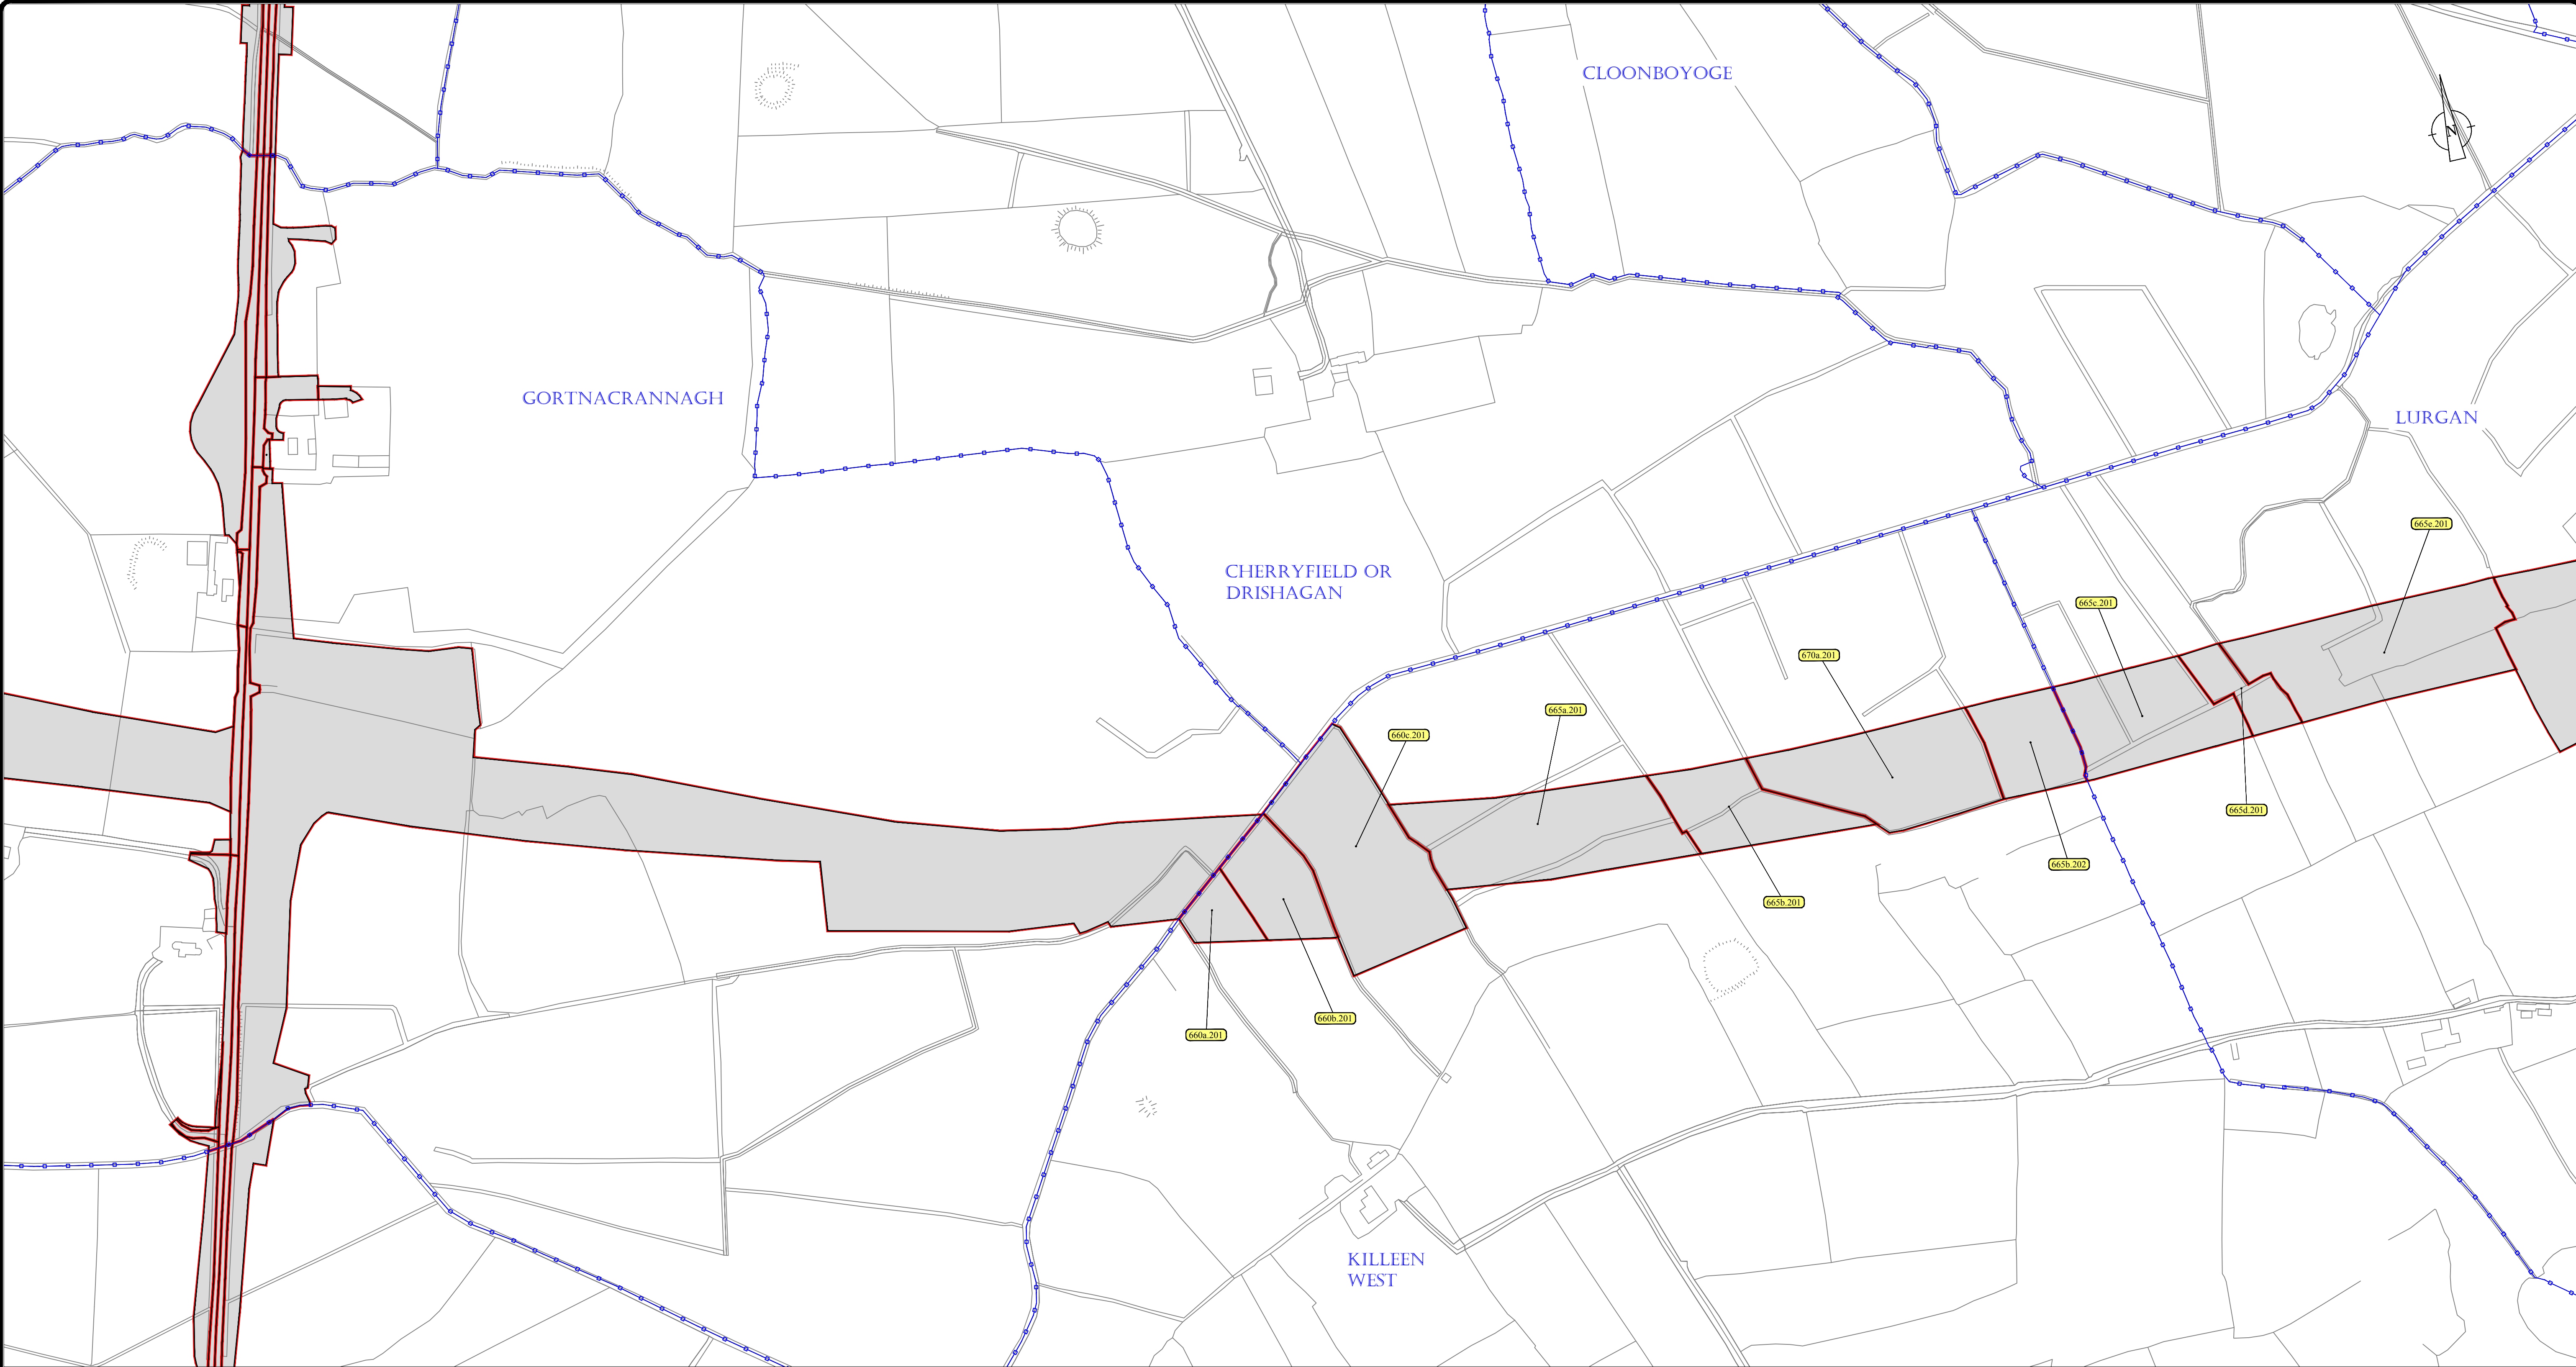 CLOONBOYOGE
N
GORTNACRANNAGH
LURGAN
665e.201
CHERRYFIELD OR
DRISHAGAN
665c.201
670a.201
665a.201
660c.201
665d.201
665b.202
665b.201
660b.201
660a.201
KILLEEN
WEST